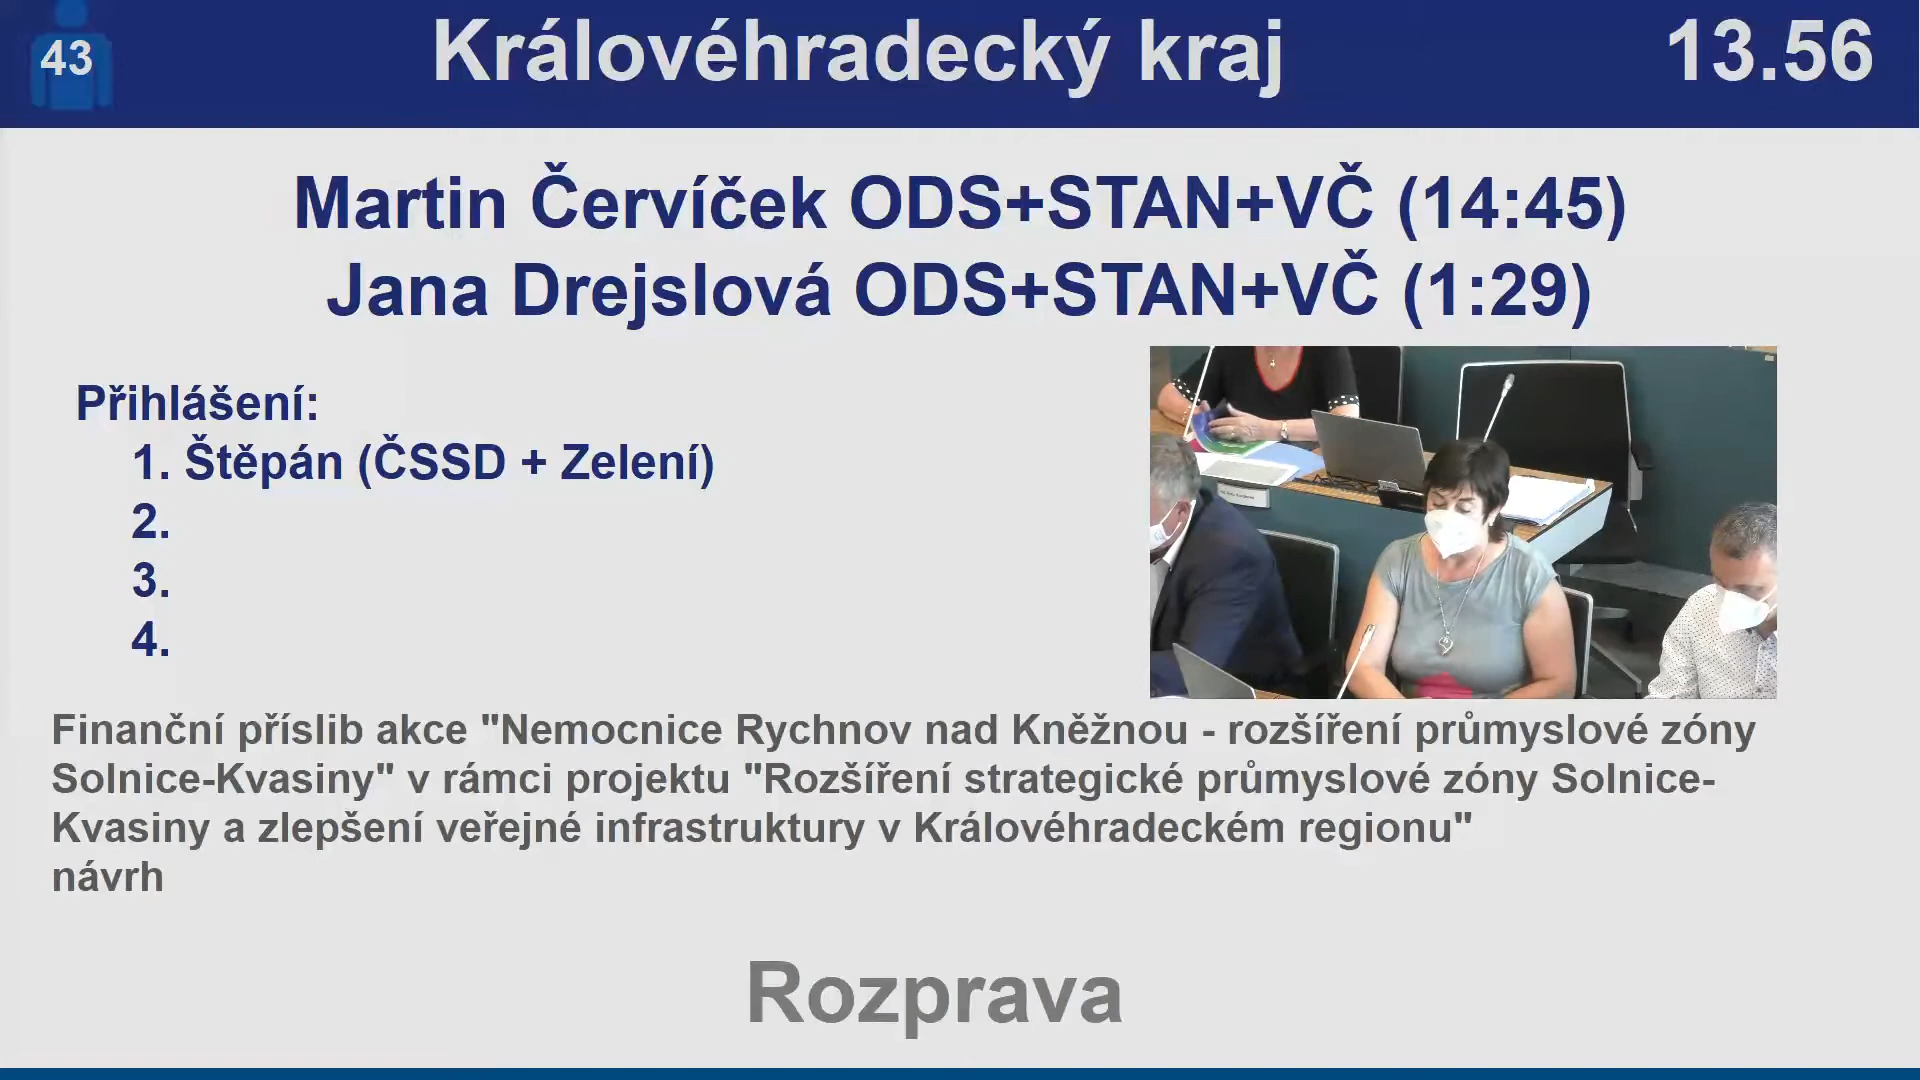 43
Královéhradecký kraj
13.56
Martin Červíček ODS+STAN+VČ (14:45)
Jana Drejslová ODS+STAN+VČ (1:29)
Přihlášení:
1. Štěpán (ČSSD + Zelení)
2.
3.
4.
Finanční příslib akce "Nemocnice Rychnov nad Kněžnou - rozšíření průmyslové zóny
Solnice-Kvasiny" v rámci projektu "Rozšíření strategické průmyslové zóny Solnice-
Kvasiny a zlepšení veřejné infrastruktury v Královéhradeckém regionu"
návrh
Rozprava